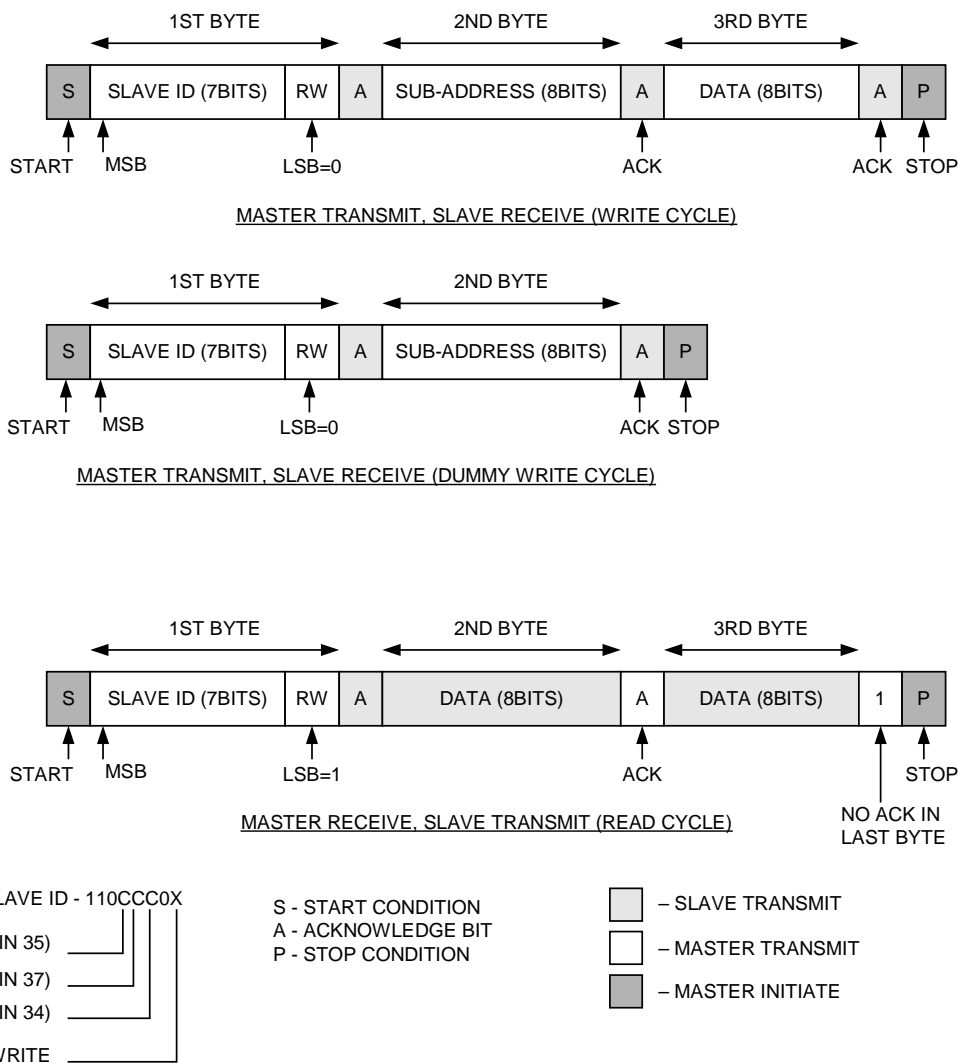 1ST BYTE 2ND BYTE 3RD BYTE
S SLAVE ID (7BITS) RW A SUB-ADDRESS (8BITS) A DATA (8BITS) A P
START MSB LSB=0 ACK ACK STOP
MASTER TRANSMIT, SLAVE RECEIVE (WRITE CYCLE)
1ST BYTE 2ND BYTE
S SLAVE ID (7BITS) RW A SUB-ADDRESS (8BITS) A P
START MSB LSB=0 ACK STOP
MASTER TRANSMIT, SLAVE RECEIVE (DUMMY WRITE CYCLE)
1ST BYTE 2ND BYTE 3RD BYTE
S SLAVE ID (7BITS) RW A DATA (8BITS) A DATA (8BITS) 1 P
START MSB LSB=1 ACK STOP
NO ACK IN
LAST BYTE
MASTER RECEIVE, SLAVE TRANSMIT (READ CYCLE)
ID - 110CCC0X
35)
37)
34)
S - START CONDITION
A - ACKNOWLEDGE BIT
P - STOP CONDITION
– SLAVE TRANSMIT
– MASTER TRANSMIT
– MASTER INITIATE